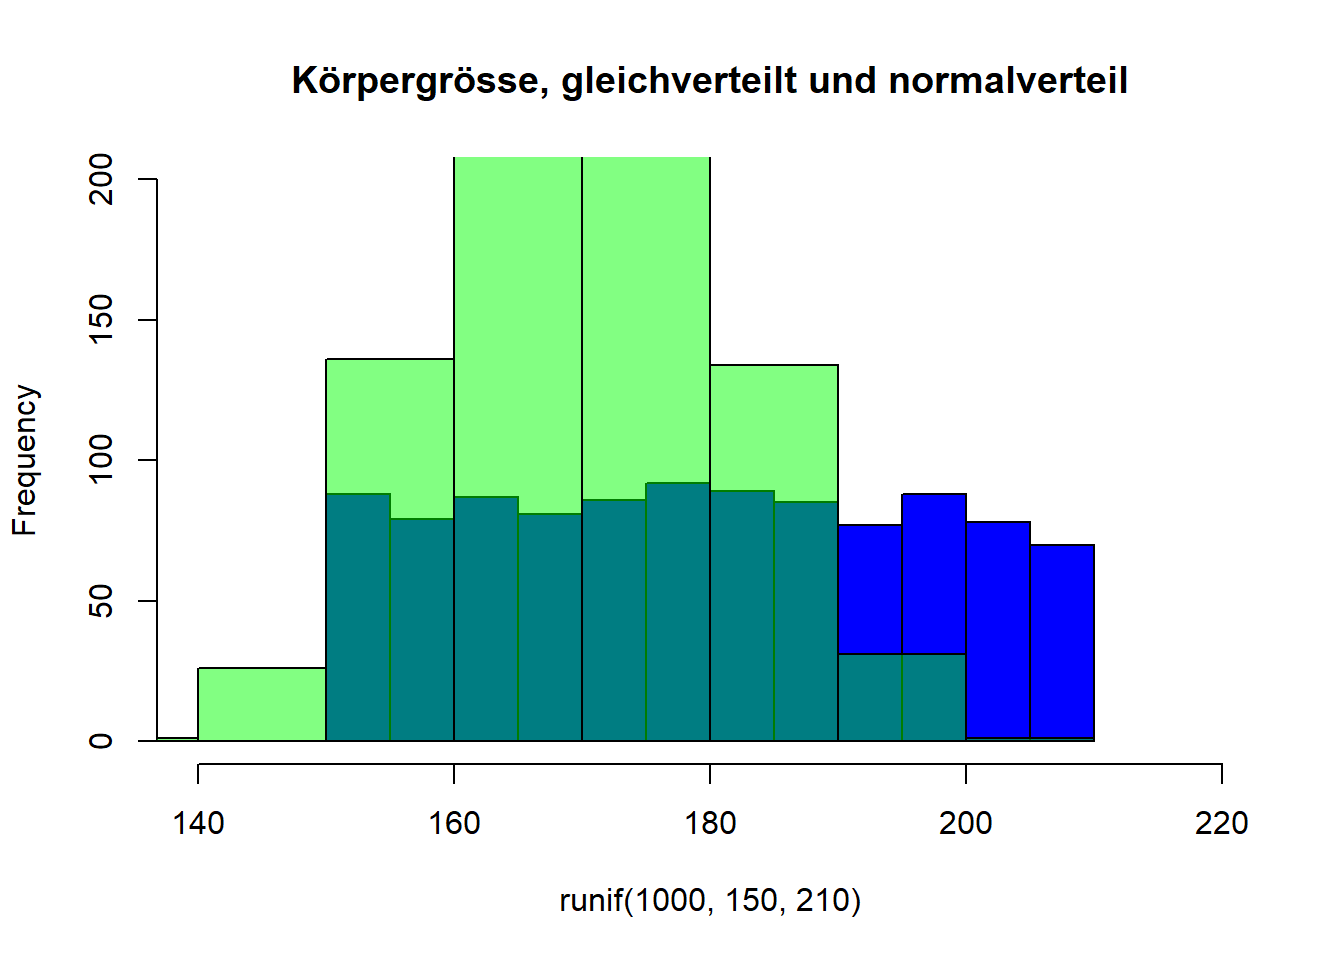 Körpergrösse, gleichverteilt und normalverteil
Frequency
200
150
100
50
0
140 160 180 200 220
runif(1000, 150, 210)